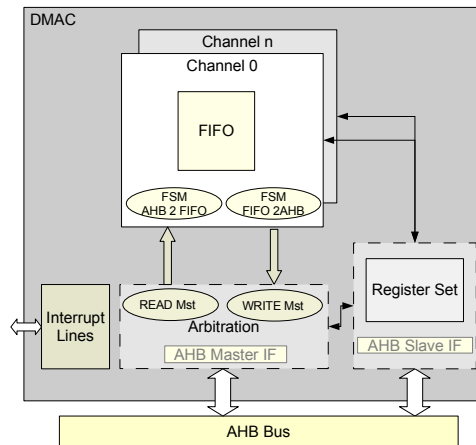 DMAC
Channel n
Channel 0
FIFO
FSM
AHB 2 FIFO
FSM
FIFO 2AHB
READ Mst
WRITE Mst
Arbitration
AHB Master IF
Interrupt
Lines
Register Set
AHB Slave IF
AHB Bus